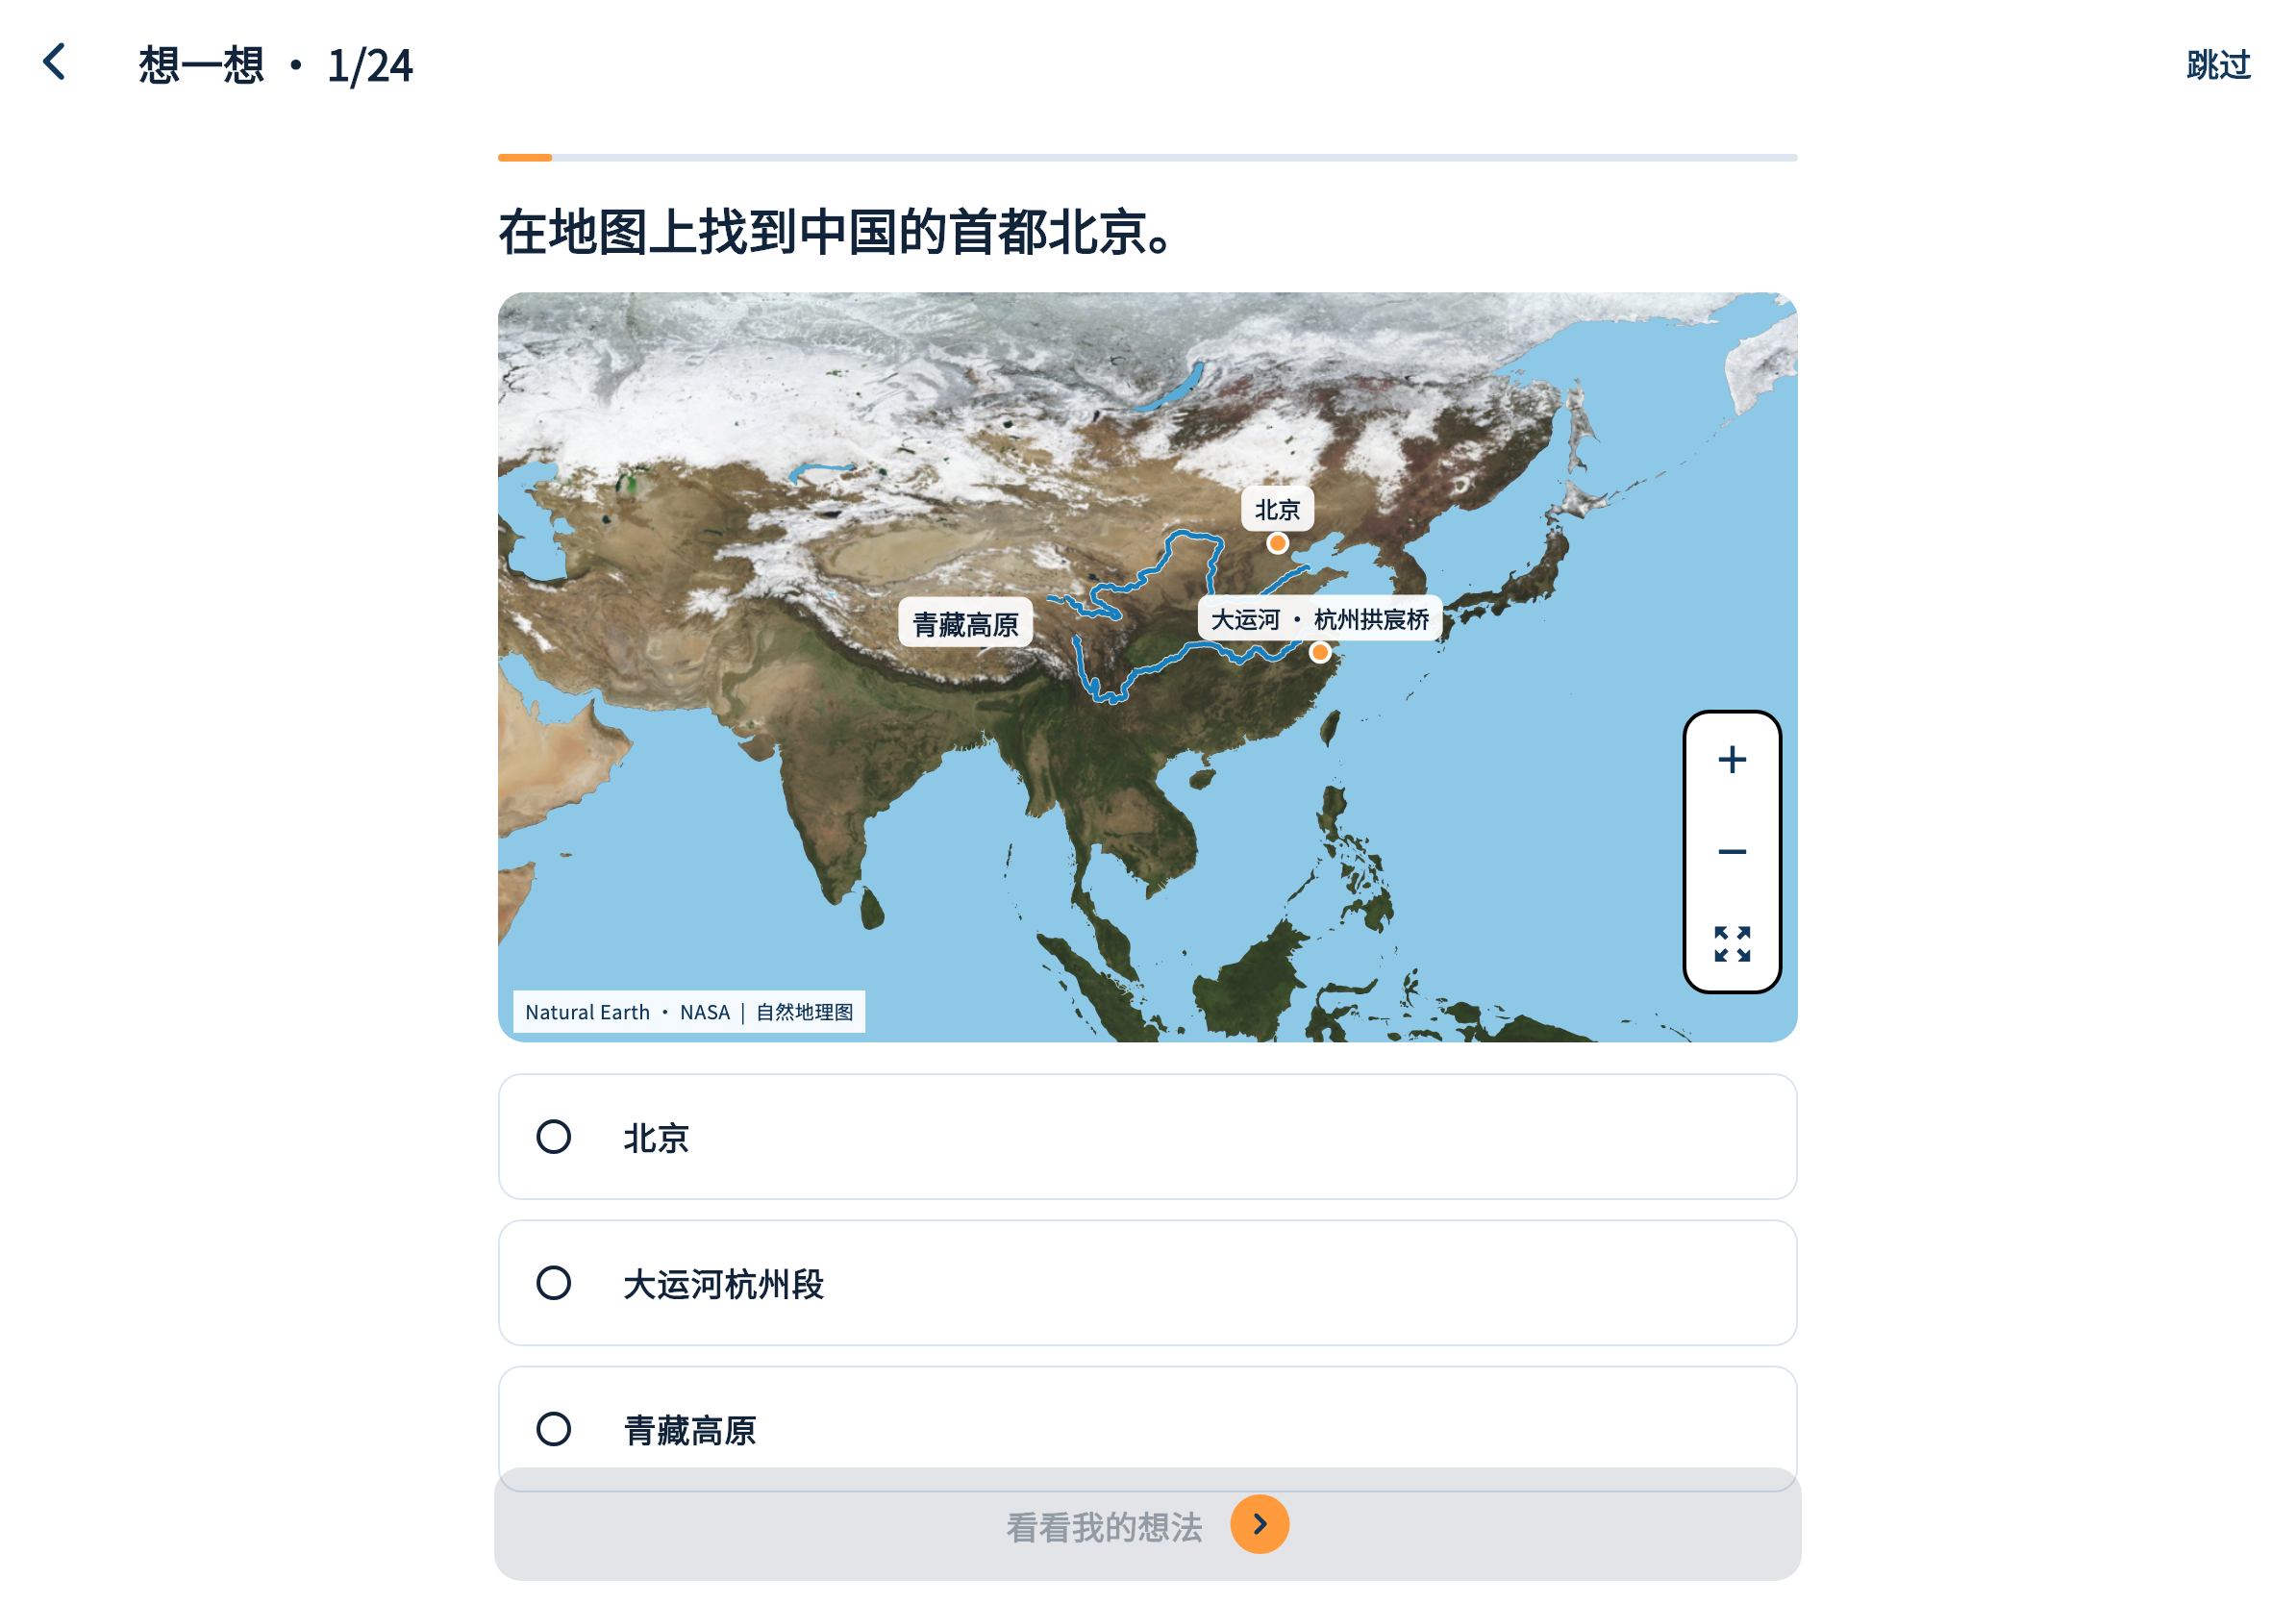 想一想 · 1/24
跳过
在地图上找到中国的首都北京。
北京
青藏高原
大运河 · 杭州拱宸桥
Natural Earth · NASA | 自然地理图
北京
大运河杭州段
青藏高原
看看我的想法